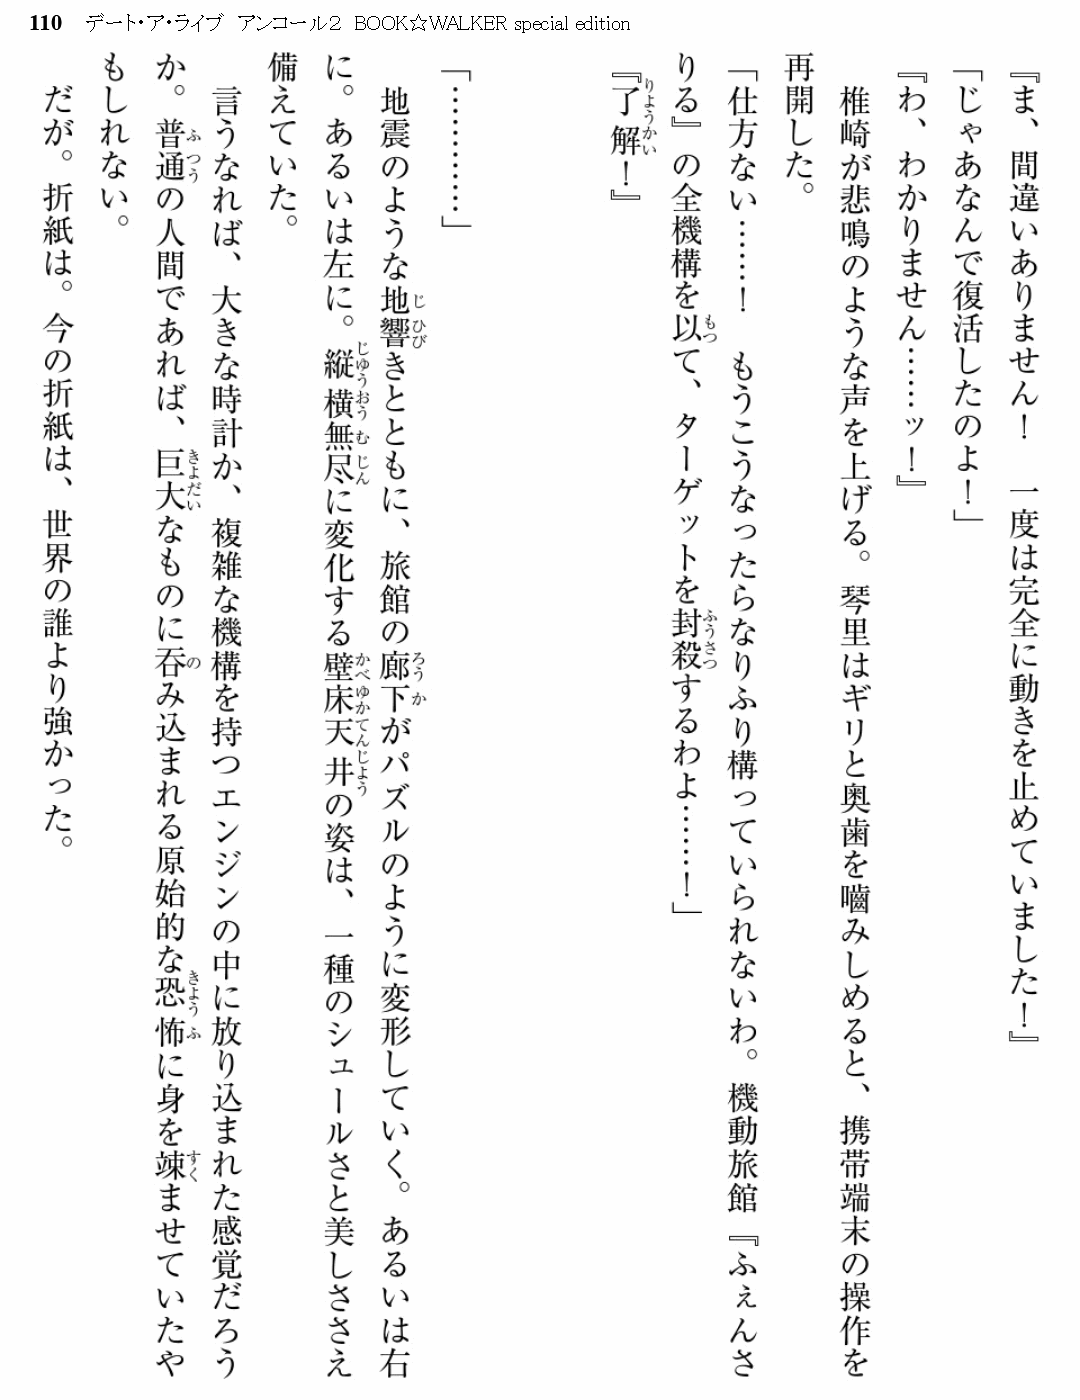 110 デート・ア・ライブ アンコール2 BOOK☆WALKER special edition
『ま、間違いありません! 一度は完全に動きを止めていました!』
「じゃあなんで復活したのよ!」
『わ、わかりません……ッ!』
椎崎が悲鳴のような声を上げる。琴里はギリと奥歯を嚙みしめると、携帯端末の操作を
再開した。
「仕方ない……! もうこうなったらなりふり構っていられないわ。機動旅館『ふぇんさ
りる』の全機構を以て、ターゲットを封殺するわよ……!」
『了解!』
「…………」
地震のような地響きとともに、旅館の廊下がパズルのように変形していく。あるいは右
に。あるいは左に。縦横無尽に変化する壁床天井の姿は、一種のシュールさと美しささえ
備えていた。
言うなれば、大きな時計か、複雑な機構を持つエンジンの中に放り込まれた感覚だろう
か。普通の人間であれば、巨大なものに吞み込まれる原始的な恐怖に身を竦ませていたや
もしれない。
だが。折紙は。今の折紙は、世界の誰より強かった。